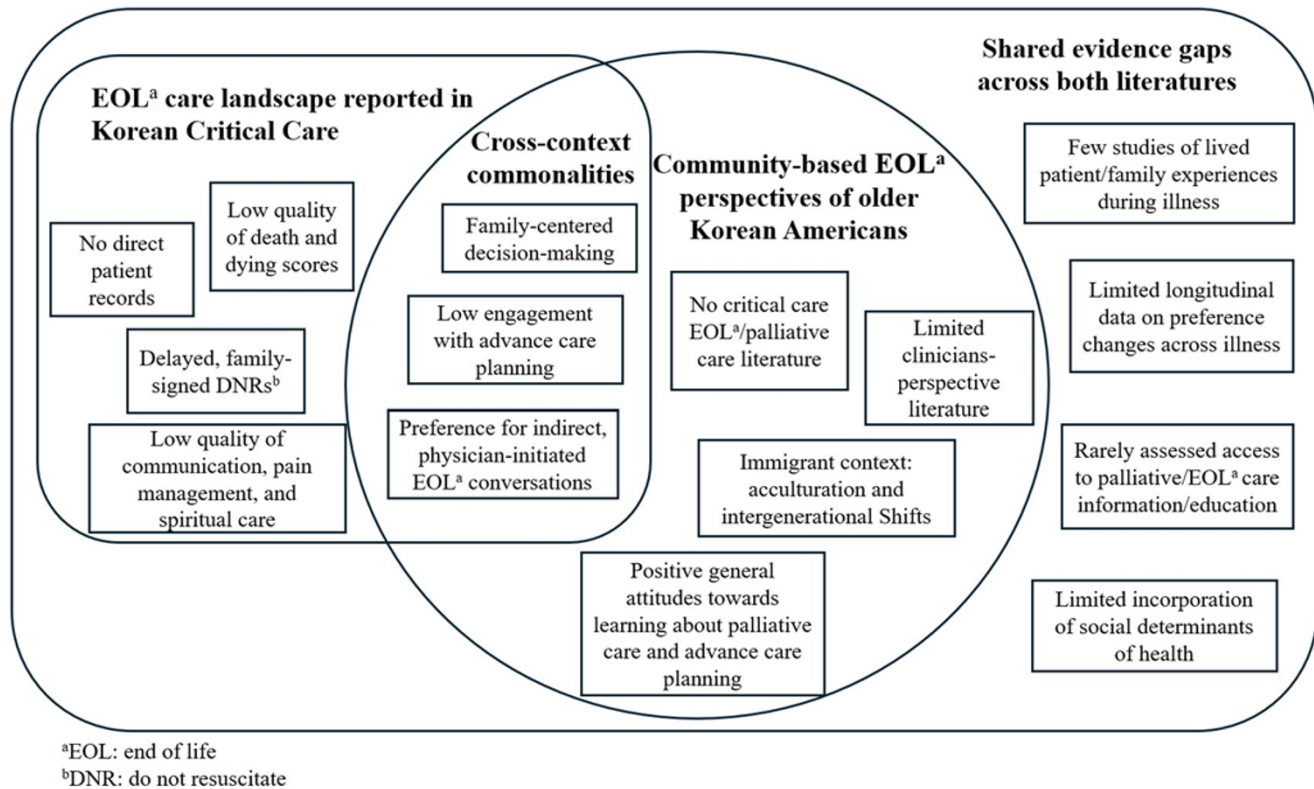 EOLª care landscape reported in
Korean Critical Care
No direct
patient
records
Low quality
of death and
dying scores
Delayed, family-
signed DNRsᵇ
Low quality of
communication, pain
management, and
spiritual care
Cross-context
commonalities
Family-centered
decision-making
Low engagement
with advance care
planning
Preference for indirect,
physician-initiated
EOLª conversations
Community-based EOLª
perspectives of older
Korean Americans
No critical care
EOLª/palliative
care literature
Limited
clinicians-
perspective
literature
Immigrant context:
acculturation and
intergenerational Shifts
Positive general
attitudes towards
learning about palliative
care and advance care
planning
Shared evidence gaps
across both literatures
Few studies of lived
patient/family experiences
during illness
Limited longitudinal
data on preference
changes across illness
Rarely assessed access
to palliative/EOLª care
information/education
Limited incorporation
of social determinants
of health
ªEOL: end of life
ᵇDNR: do not resuscitate